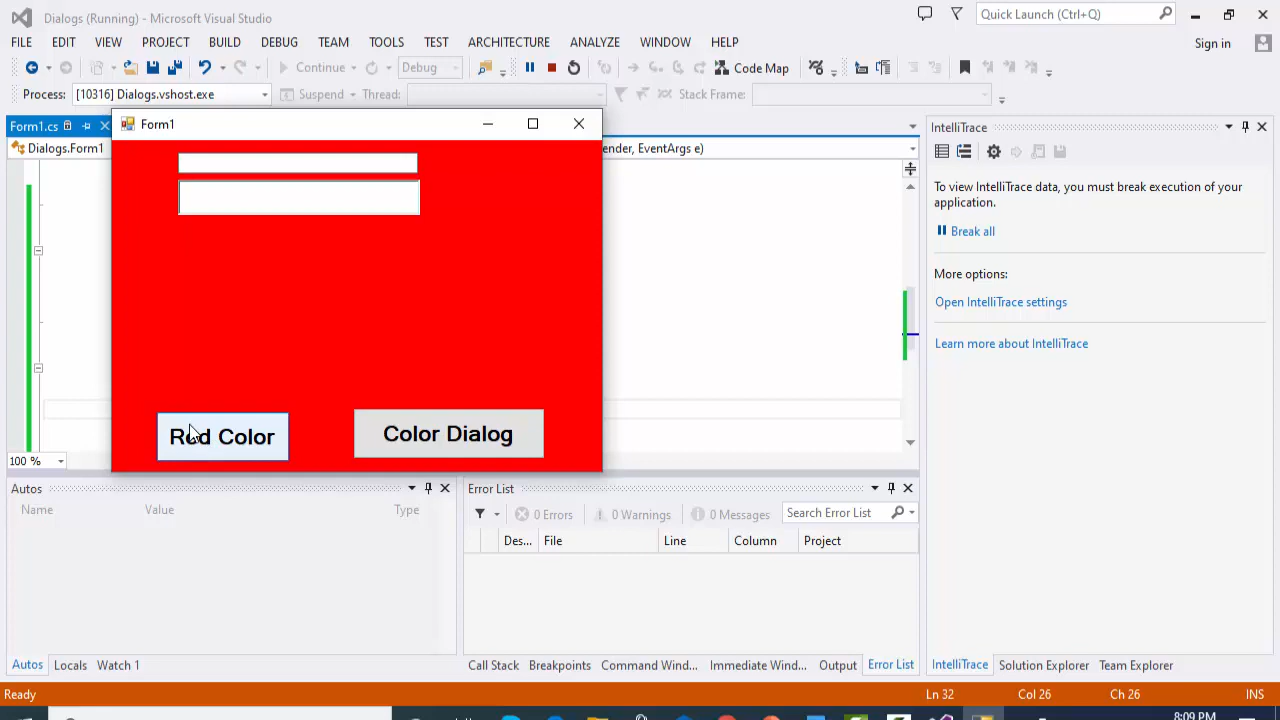 Dialogs (Running) - Microsoft Visual Studio
Quick Launch (Ctrl+Q)
FILE EDIT VIEW PROJECT BUILD DEBUG TEAM TOOLS TEST ARCHITECTURE ANALYZE WINDOW HELP
Sign in
Continue Debug Code Map
Process: [10316] Dialogs.vshost.exe Suspend Thread: Stack Frame:
Form1.cs
Form1
IntelliTrace
Dialogs.Form1
ender, EventArgs e)
To view IntelliTrace data, you must break execution of your
application.
Break all
More options:
Open IntelliTrace settings
Learn more about IntelliTrace
Red Color
Color Dialog
100 %
Autos
Name Value Type
Error List
0 Errors 0 Warnings 0 Messages Search Error List
Des... File Line Column Project
Autos Locals Watch 1
Call Stack Breakpoints Command Wind... Immediate Wind... Output Error List
IntelliTrace Solution Explorer Team Explorer
Ready Ln 32 Col 26 Ch 26 INS
8:09 PM